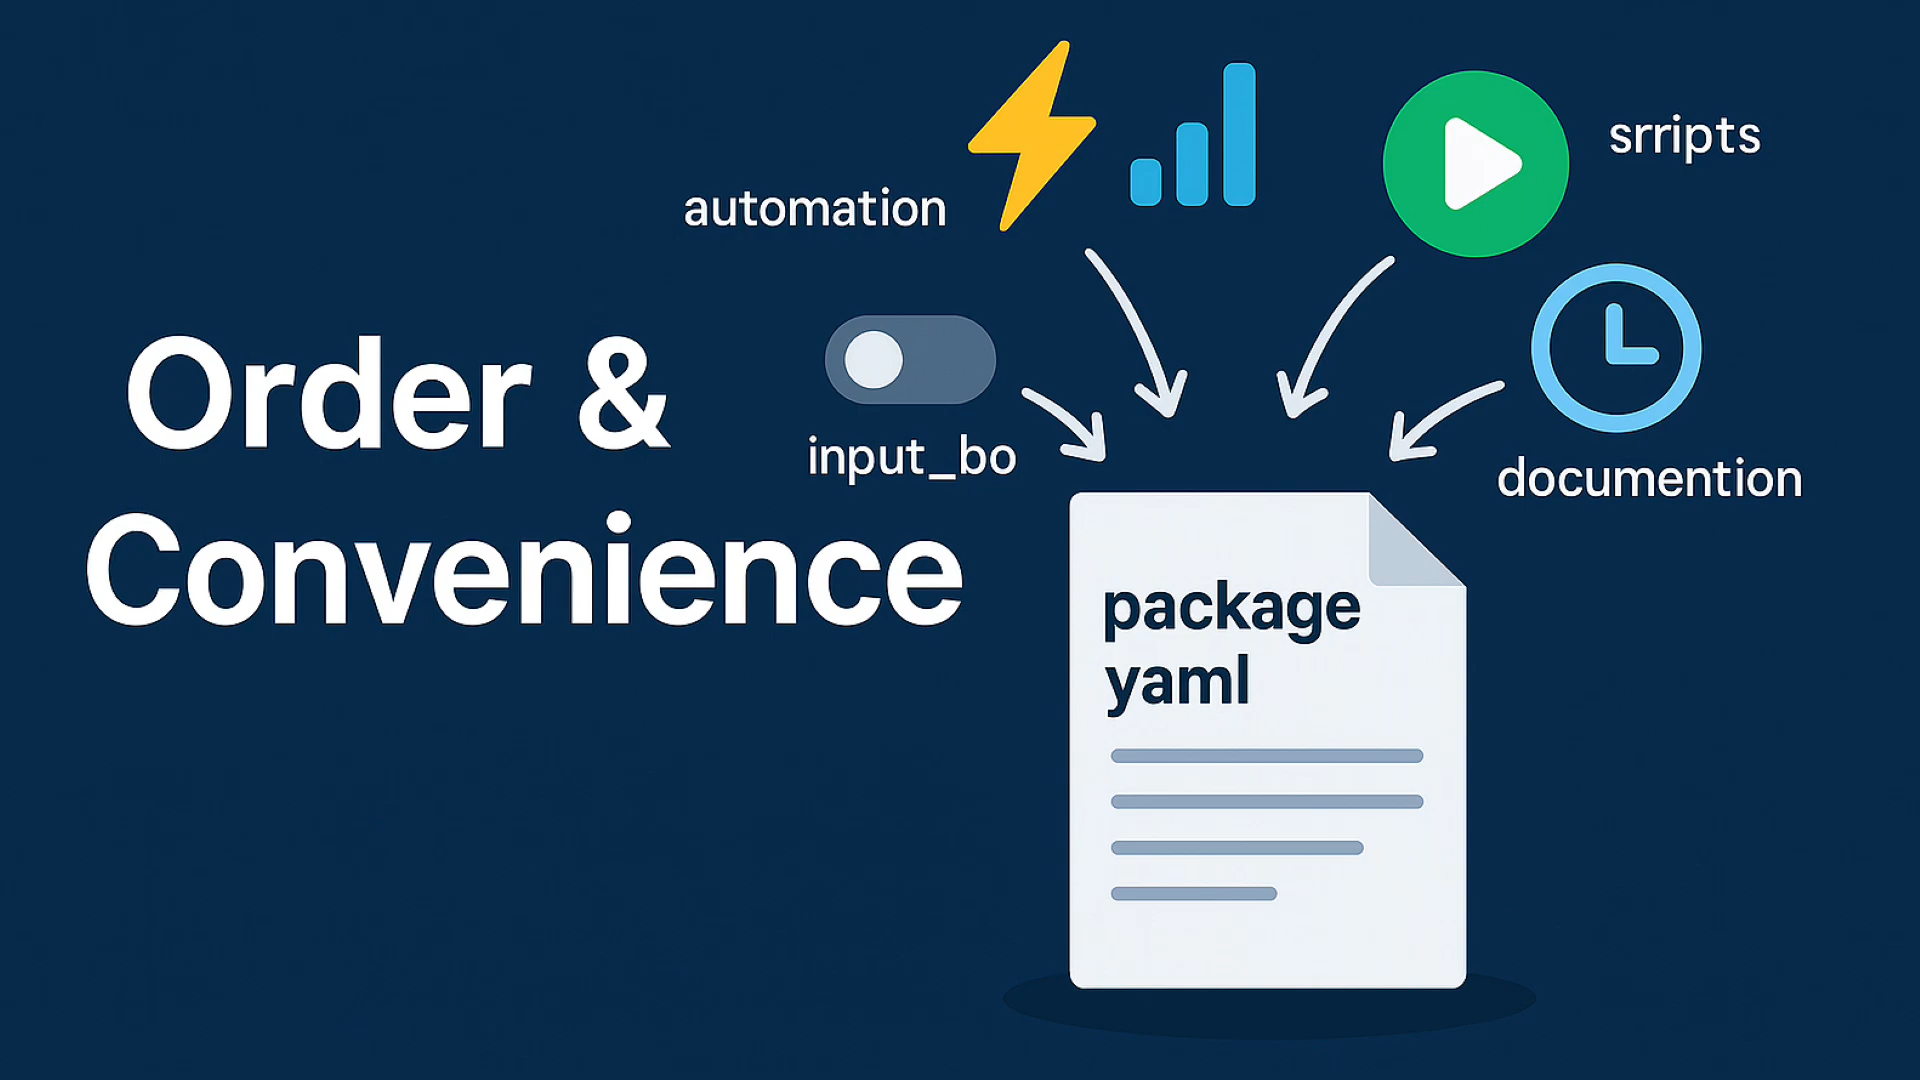 Order &
Convenience
automation
srripts
input_bo
documention
package
yaml